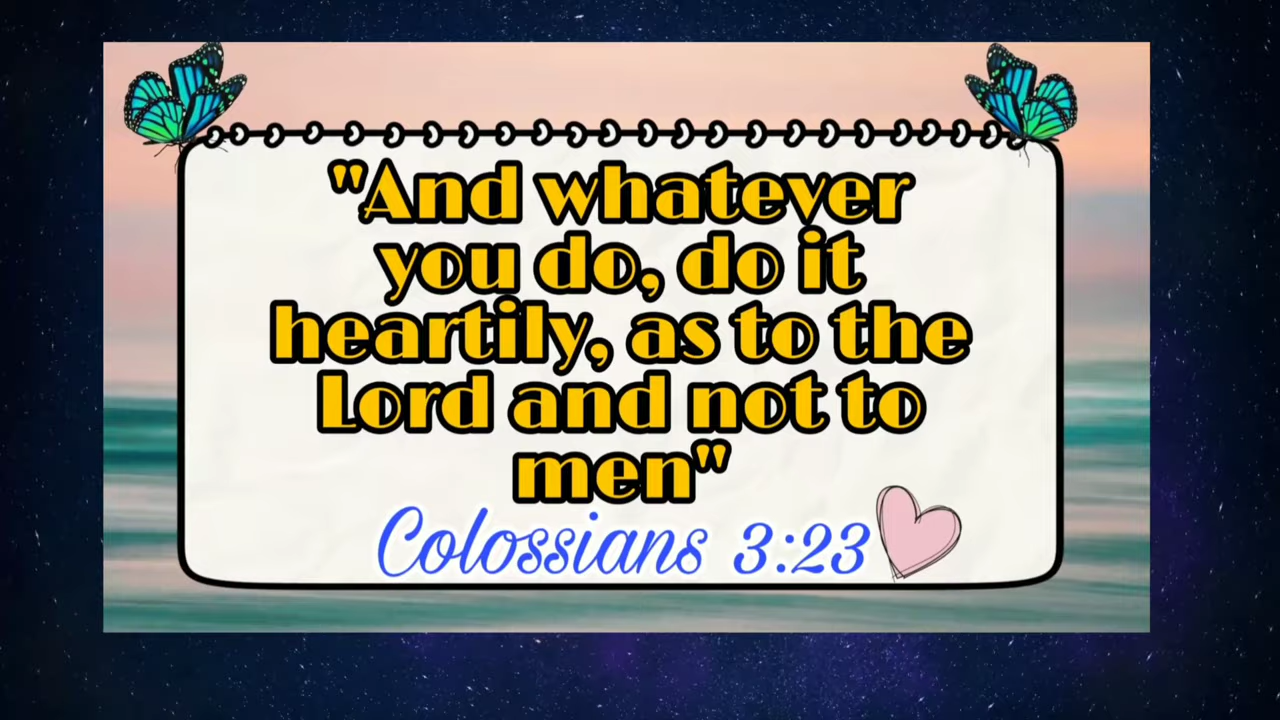 "And whatever
you do, do it
heartily, as to the
Lord and not to
men"
Colossians 3:23